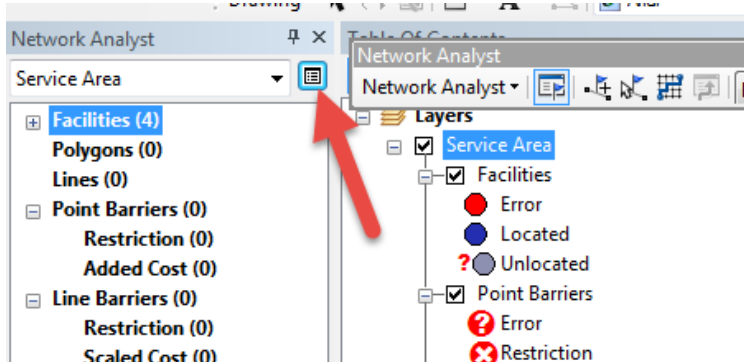 Drawing
Network Analyst
Table Of Contents
Network Analyst
Service Area
Network Analyst
Facilities (4)
Polygons (0)
Lines (0)
Point Barriers (0)
Restriction (0)
Added Cost (0)
Line Barriers (0)
Restriction (0)
Scaled Cost (0)
Layers
Service Area
Facilities
Error
Located
? Unlocated
Point Barriers
? Error
Restriction